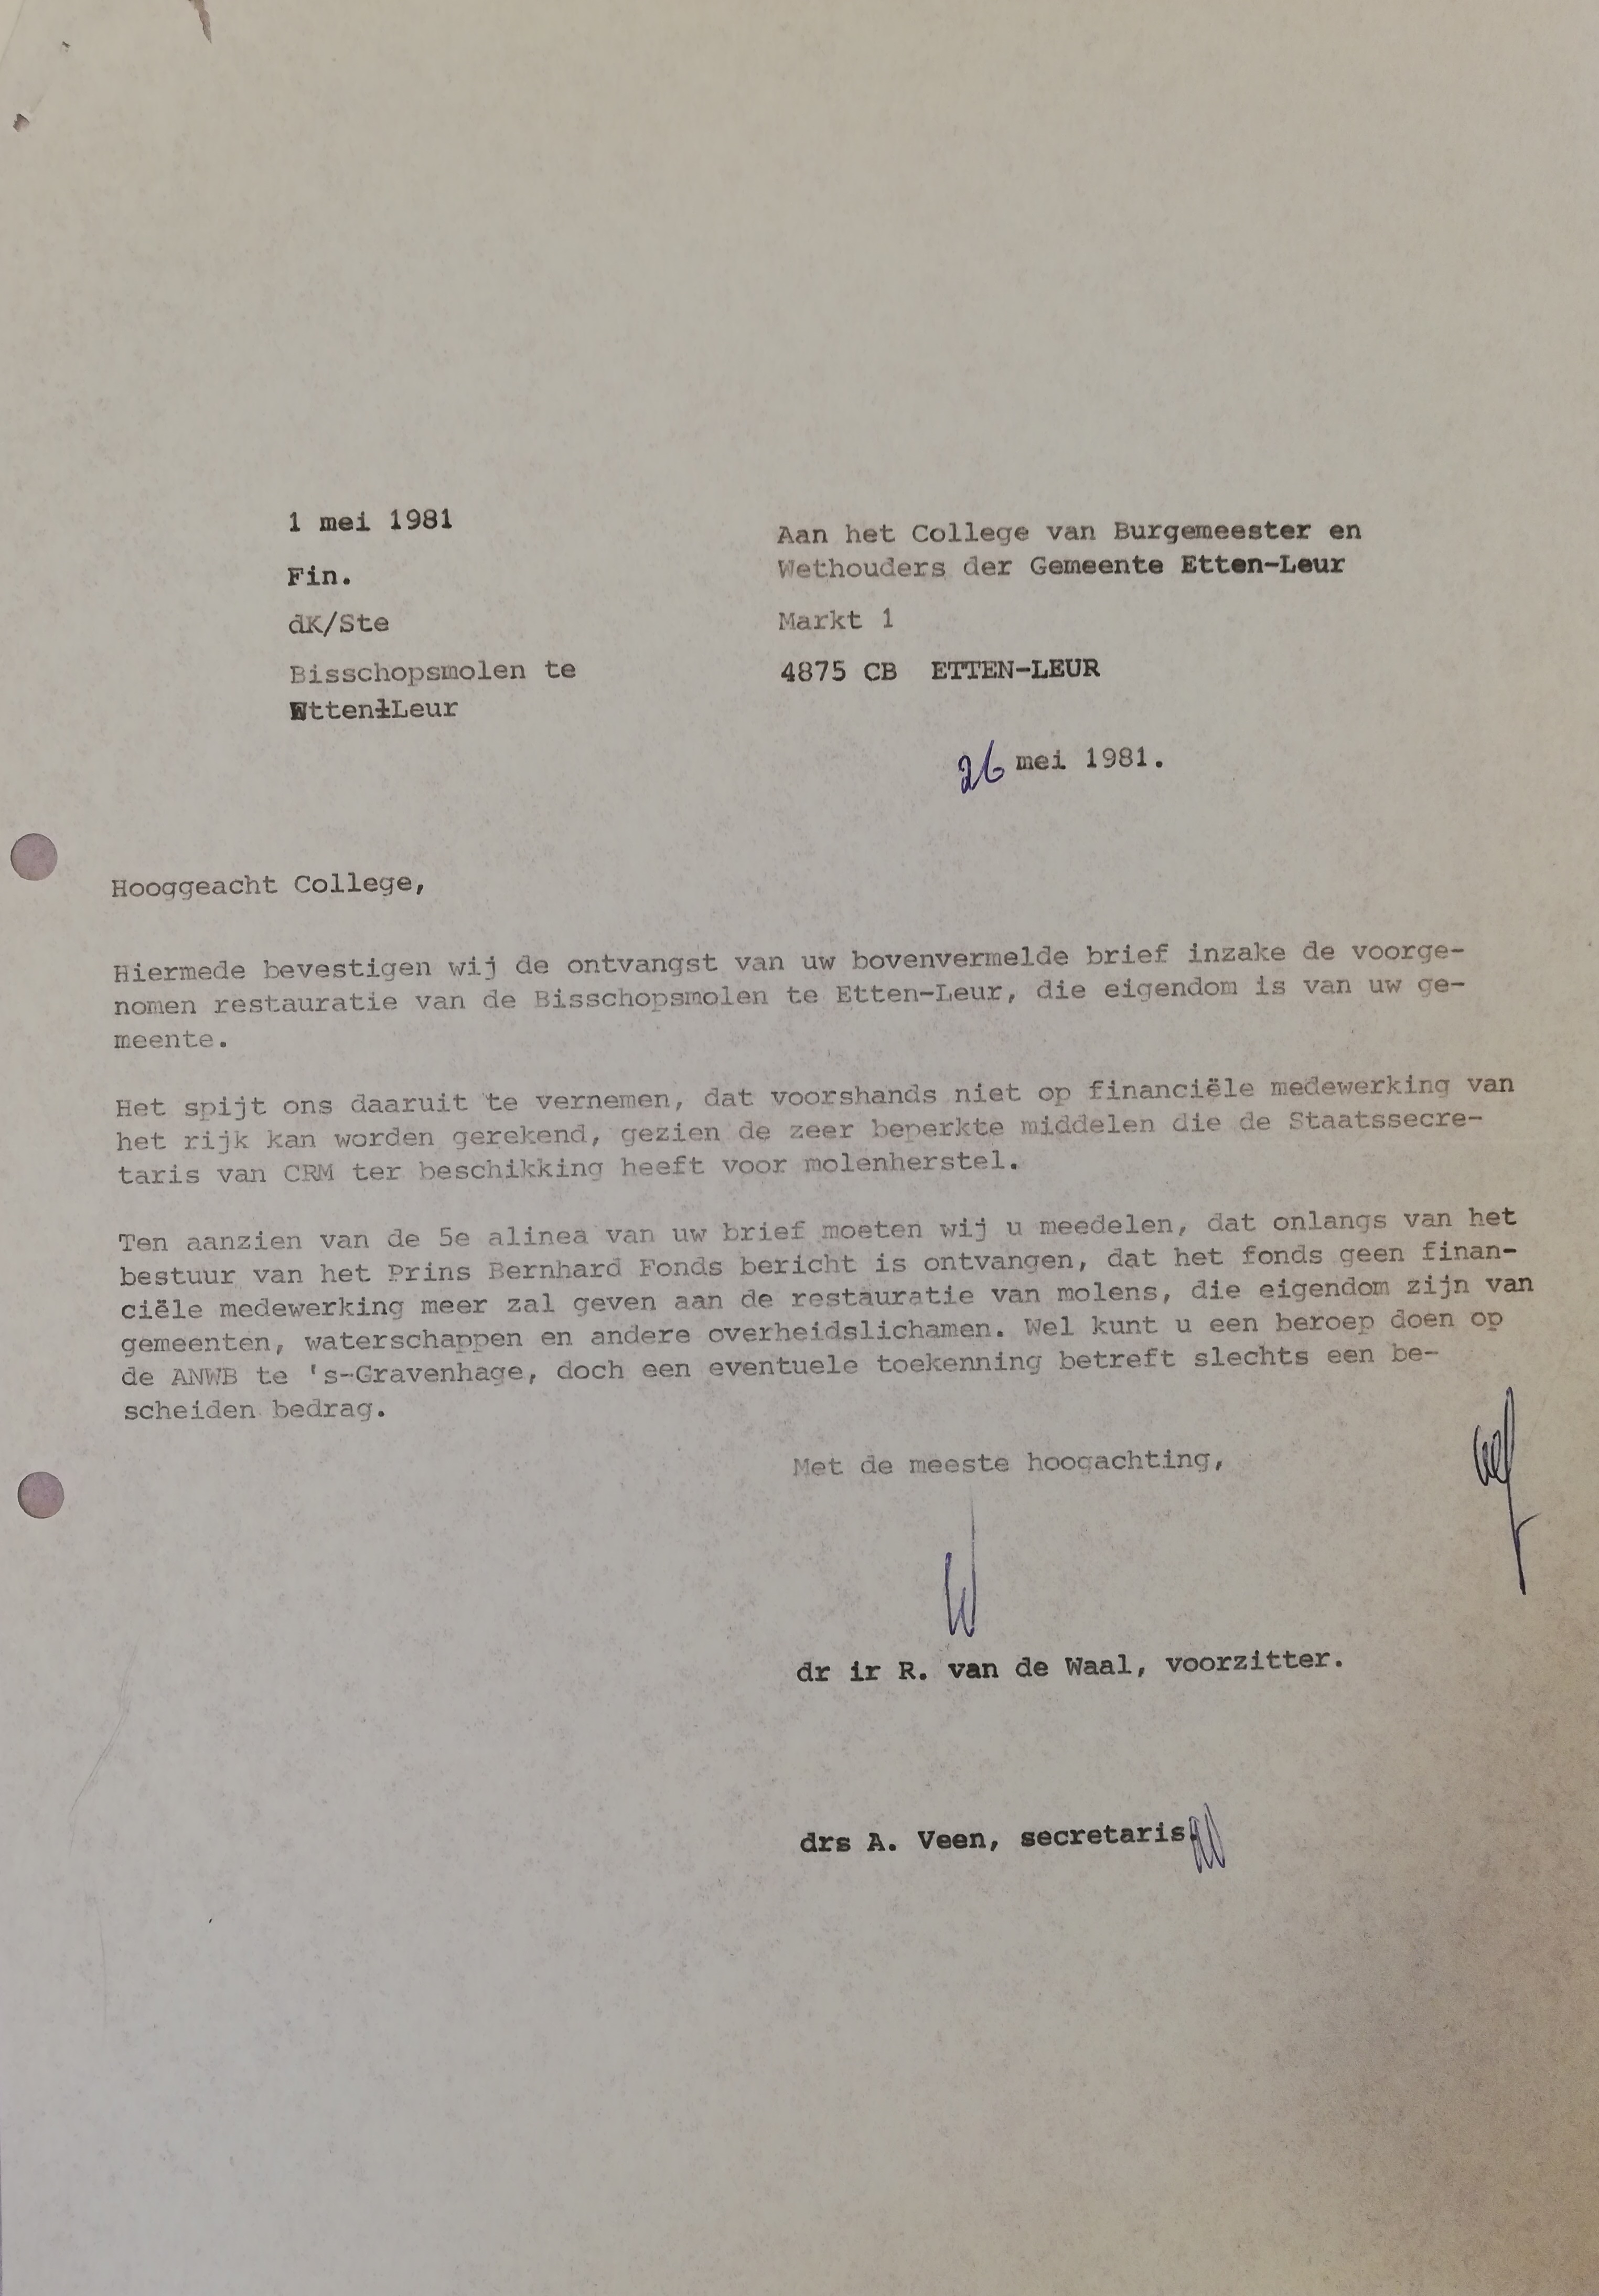 1 mei 1981
Fin.
dK/Ste
Bisschopsmolen te
Etten-Leur
Aan het College van Burgemeester en
Wethouders der Gemeente Etten-Leur
Markt 1
4875 CB ETTEN-LEUR
26 mei 1981.
Hooggeacht College,
Hiermede bevestigen wij de ontvangst van uw bovenvermelde brief inzake de voorge-
nomen restauratie van de Bisschopsmolen te Etten-Leur, die eigendom is van uw ge-
meente.
Het spijt ons daaruit te vernemen, dat voorshands niet op financiële medewerking van
het rijk kan worden gerekend, gezien de zeer beperkte middelen die de Staatssecre-
taris van CRM ter beschikking heeft voor molenherstel.
Ten aanzien van de 5e alinea van uw brief moeten wij u meedelen, dat onlangs van het
bestuur van het Prins Bernhard Fonds bericht is ontvangen, dat het fonds geen finan-
ciële medewerking meer zal geven aan de restauratie van molens, die eigendom zijn van
gemeenten, waterschappen en andere overheidslichamen. Wel kunt u een beroep doen op
de ANWB te 's-Gravenhage, doch een eventuele toekenning betreft slechts een be-
scheiden bedrag.
Met de meeste hoogachting,
dr ir R. van de Waal, voorzitter.
drs A. Veen, secretaris.